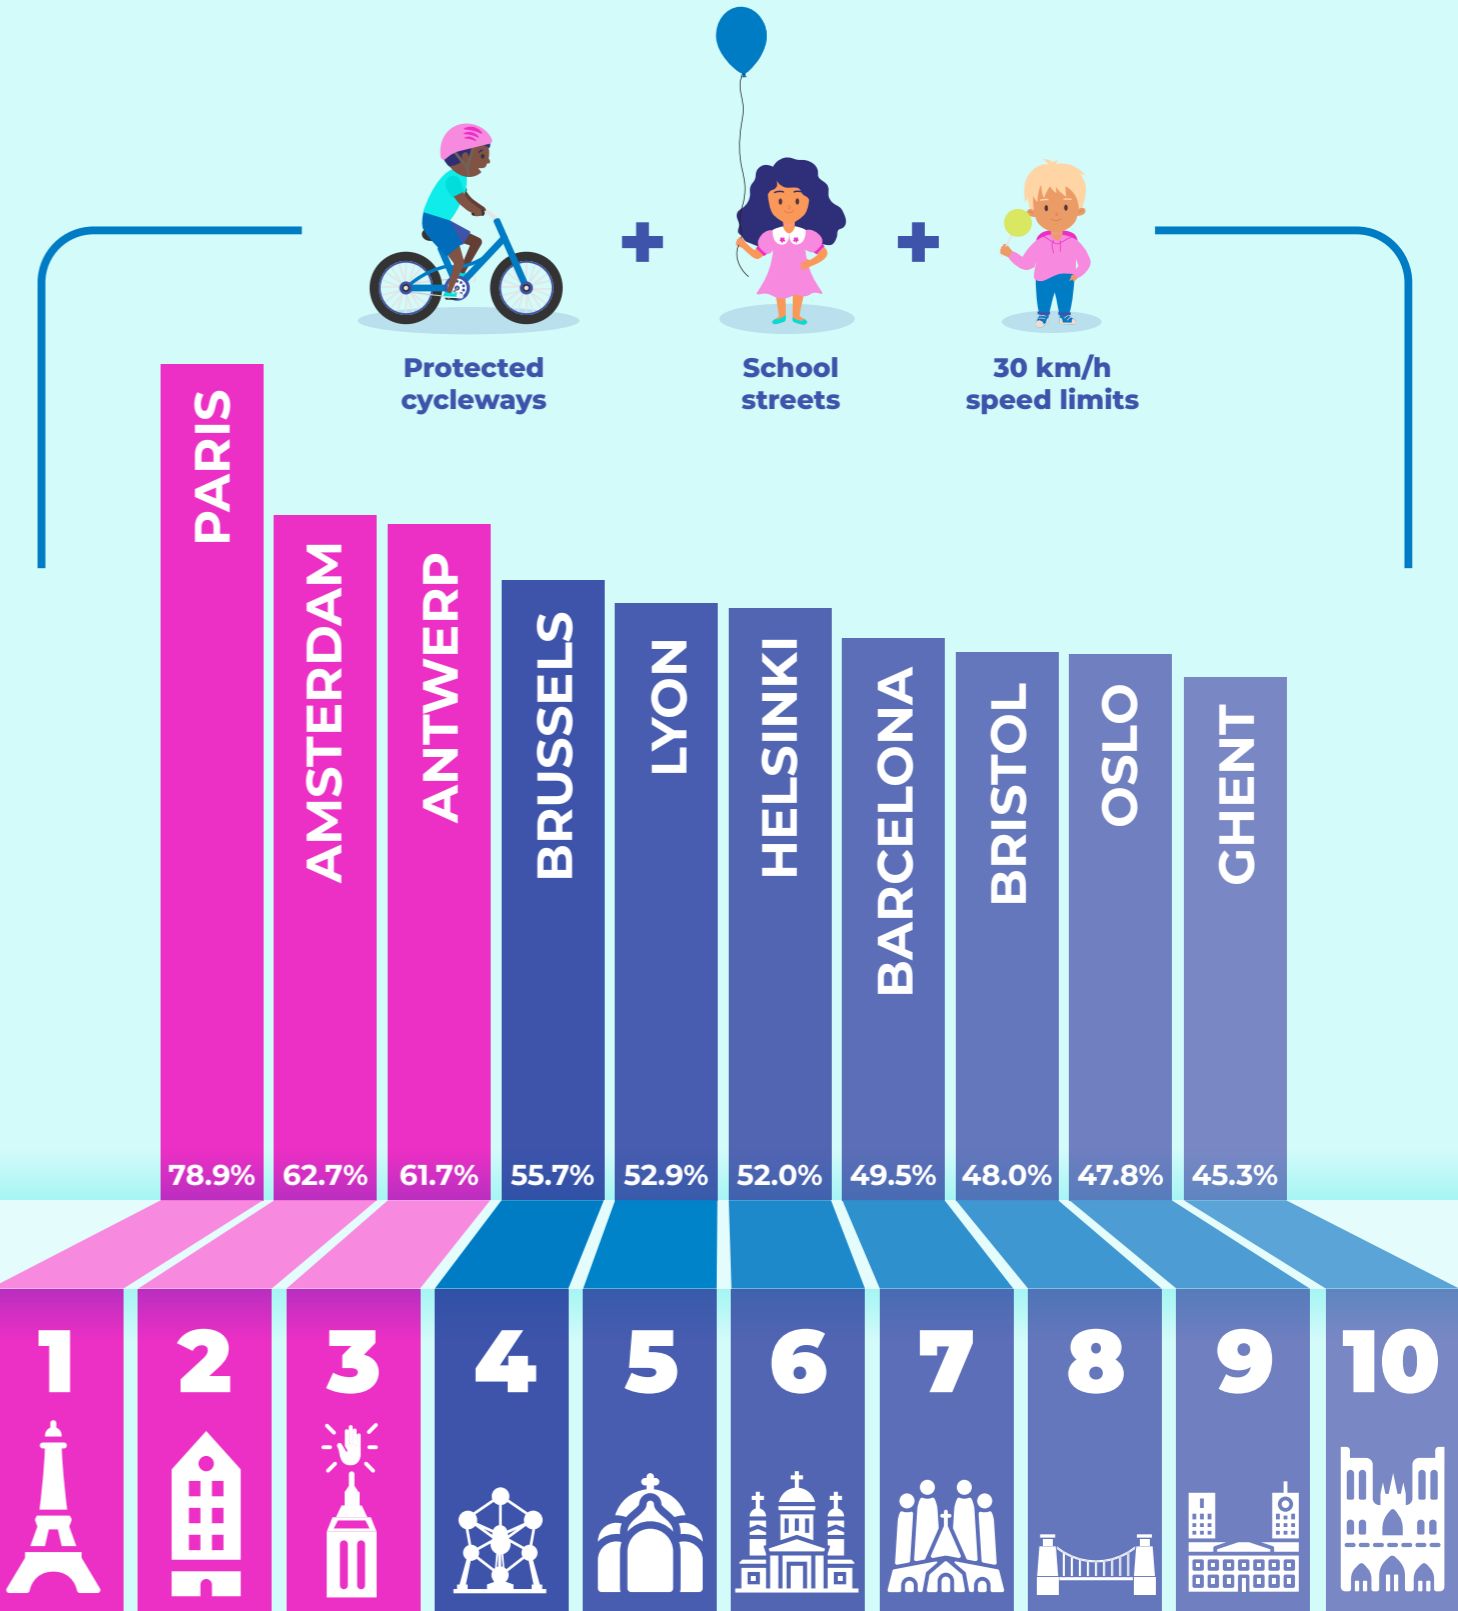 Protected
cycleways
School
streets
30 km/h
speed limits
PARIS
AMSTERDAM
ANTWERP
BRUSSELS
LYON
HELSINKI
BARCELONA
BRISTOL
OSLO
GHENT
78.9% 62.7% 61.7% 55.7% 52.9% 52.0% 49.5% 48.0% 47.8% 45.3%
1 2 3 4 5 6 7 8 9 10